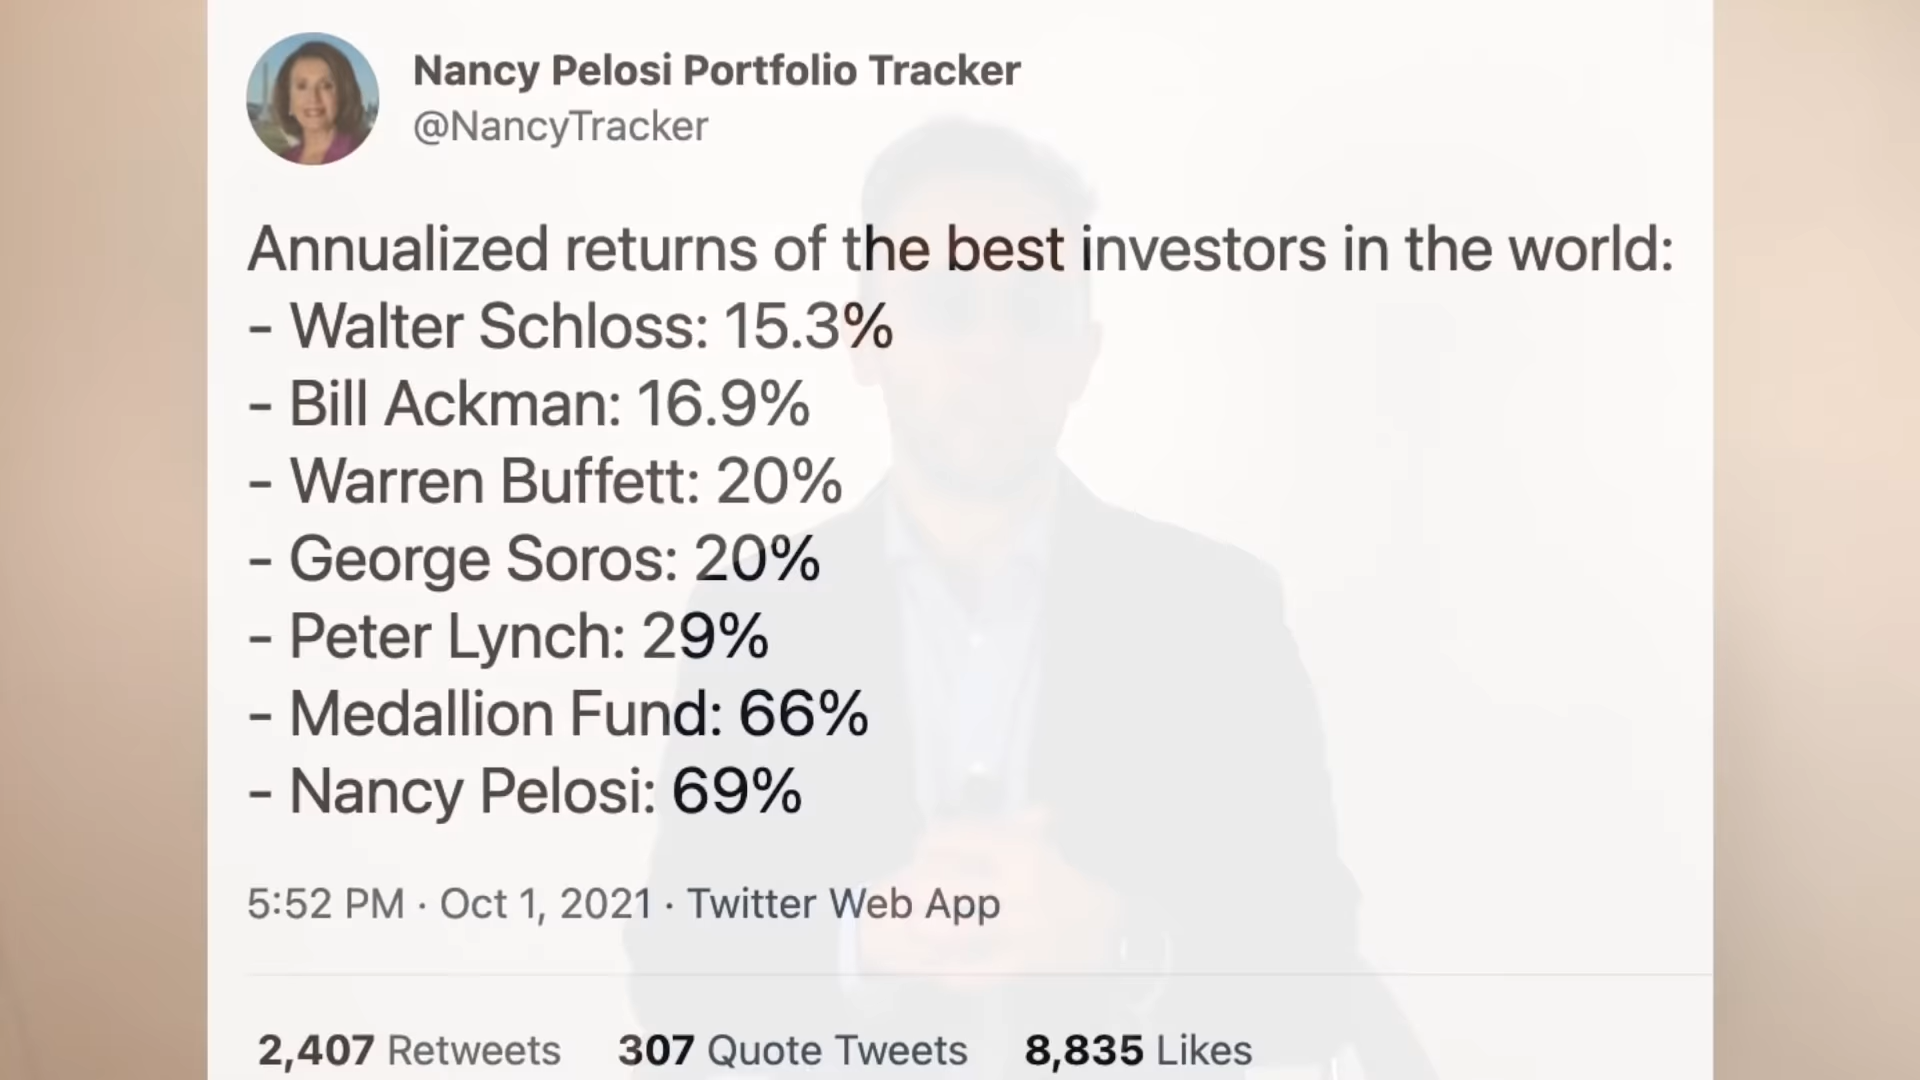 Nancy Pelosi Portfolio Tracker
@NancyTracker
Annualized returns of the best investors in the world:
- Walter Schloss: 15.3%
- Bill Ackman: 16.9%
- Warren Buffett: 20%
- George Soros: 20%
- Peter Lynch: 29%
- Medallion Fund: 66%
- Nancy Pelosi: 69%
5:52 PM · Oct 1, 2021 · Twitter Web App
2,407 Retweets 307 Quote Tweets 8,835 Likes